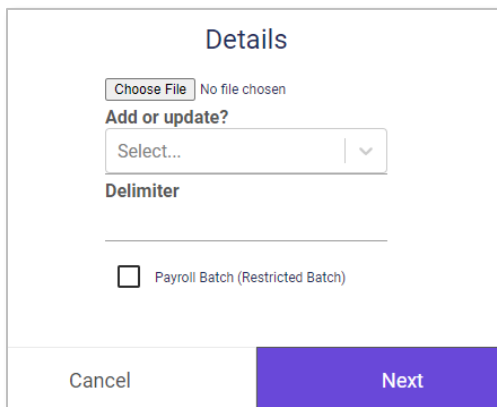 Details
Choose File No file chosen
Add or update?
Select...
Delimiter
Payroll Batch (Restricted Batch)
Cancel Next